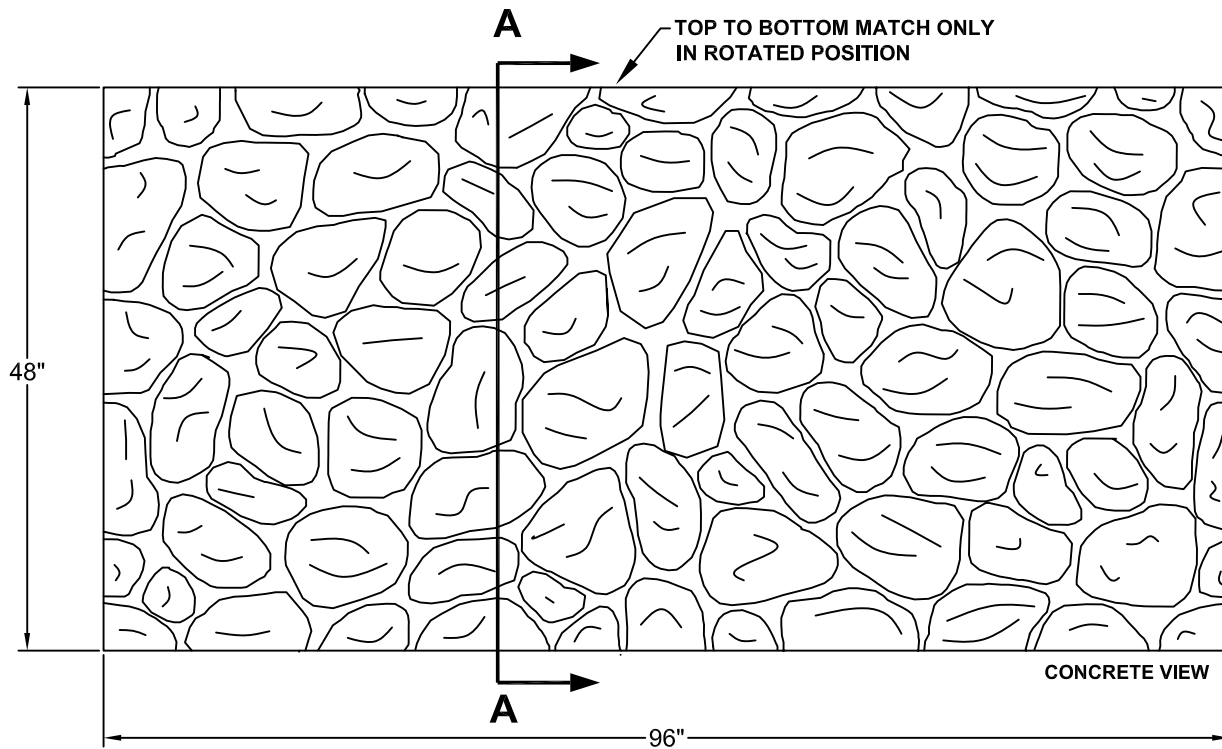 A
TOP TO BOTTOM MATCH ONLY
IN ROTATED POSITION
48"
CONCRETE VIEW
A
96"